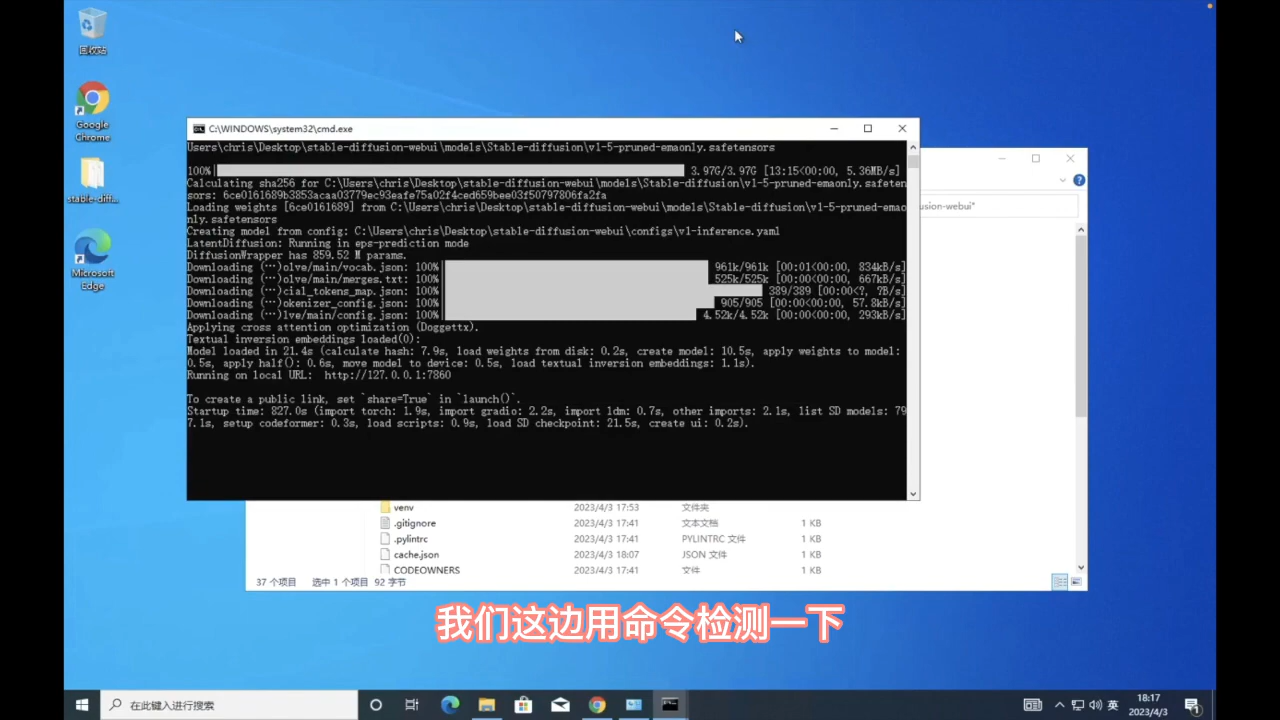 回收站
Google
Chrome
stable-diff...
Microsoft
Edge
C:\WINDOWS\system32\cmd.exe
Users\chris\Desktop\stable-diffusion-webui\models\Stable-diffusion\v1-5-pruned-emaonly.safetensors
100%| 3.97G/3.97G [13:15<00:00, 5.36MB/s]
Calculating sha256 for C:\Users\chris\Desktop\stable-diffusion-webui\models\Stable-diffusion\v1-5-pruned-emaonly.safeten
sors: 6ce0161689b3853acaa03779ec93eafe75a02f4ced659bee03f50797806fa2fa
Loading weights [6ce0161689] from C:\Users\chris\Desktop\stable-diffusion-webui\models\Stable-diffusion\v1-5-pruned-emao
nly.safetensors
Creating model from config: C:\Users\chris\Desktop\stable-diffusion-webui\configs\v1-inference.yaml
LatentDiffusion: Running in eps-prediction mode
DiffusionWrapper has 859.52 M params.
Downloading (…)olve/main/vocab.json: 100%| 961k/961k [00:01<00:00, 834kB/s]
Downloading (…)olve/main/merges.txt: 100%| 525k/525k [00:00<00:00, 667kB/s]
Downloading (…)cial_tokens_map.json: 100%| 389/389 [00:00<?, ?B/s]
Downloading (…)okenizer_config.json: 100%| 905/905 [00:00<00:00, 57.8kB/s]
Downloading (…)lve/main/config.json: 100%| 4.52k/4.52k [00:00<00:00, 293kB/s]
Applying cross attention optimization (Doggettx).
Textual inversion embeddings loaded(0):
Model loaded in 21.4s (calculate hash: 7.9s, load weights from disk: 0.2s, create model: 10.5s, apply weights to model:
0.5s, apply half(): 0.6s, move model to device: 0.5s, load textual inversion embeddings: 1.1s).
Running on local URL:  http://127.0.0.1:7860
To create a public link, set `share=True` in `launch()`.
Startup time: 827.0s (import torch: 1.9s, import gradio: 2.2s, import ldm: 0.7s, other imports: 2.1s, list SD models: 79
7.1s, setup codeformer: 0.3s, load scripts: 0.9s, load SD checkpoint: 21.5s, create ui: 0.2s).
usion-webui"
venv 2023/4/3 17:53 文件夹
.gitignore 2023/4/3 17:41 文本文档 1 KB
.pylintrc 2023/4/3 17:41 PYLINTRC 文件 1 KB
cache.json 2023/4/3 18:07 JSON 文件 1 KB
CODEOWNERS 2023/4/3 17:41 文件 1 KB
37 个项目 选中 1 个项目 92 字节
我们这边用命令检测一下
在此键入进行搜索
英
18:17
2023/4/3
1